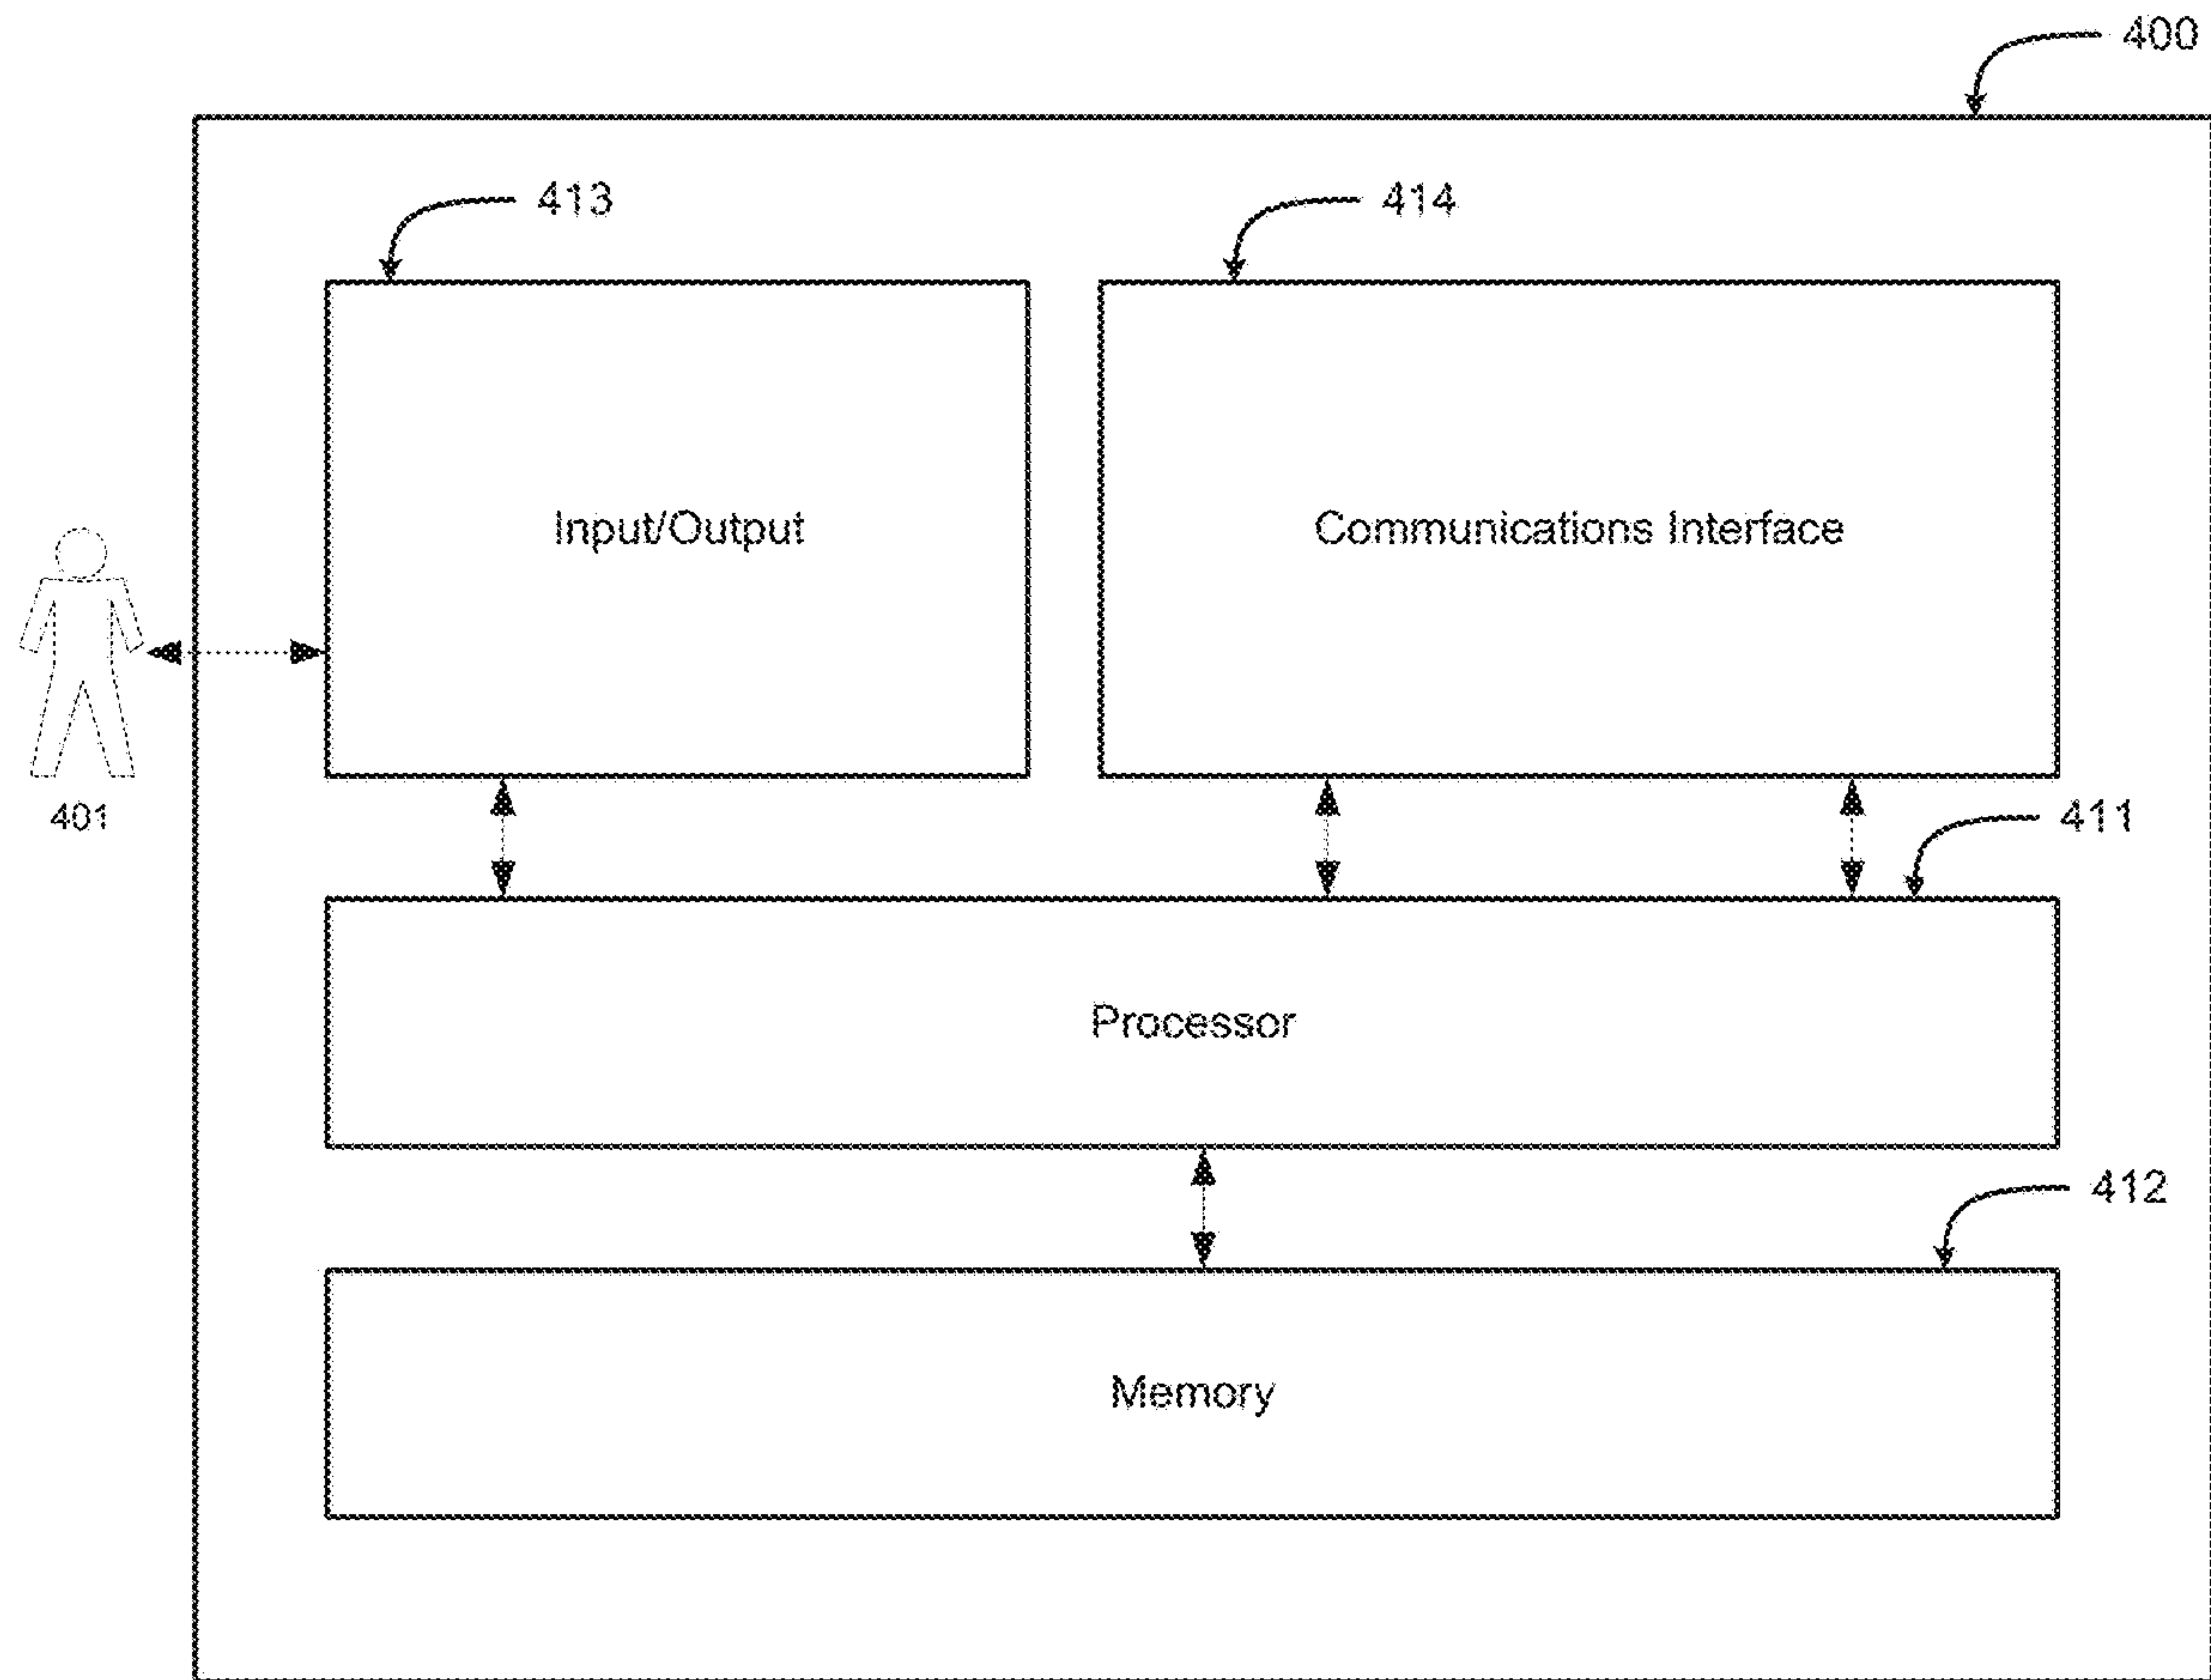 400
413
414
Input/Output
Communications Interface
401
411
Processor
412
Memory